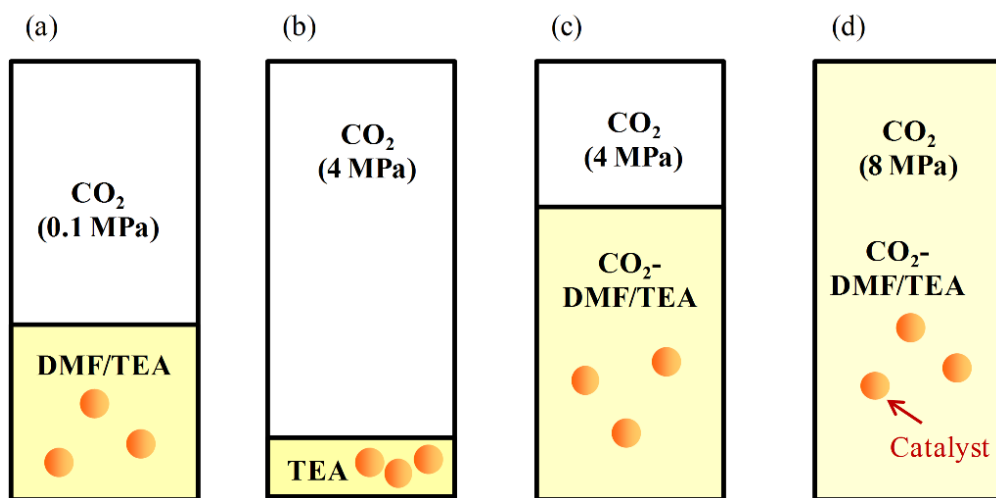 (a)
(b)
(c)
(d)
CO₂
(0.1 MPa)
DMF/TEA
CO₂
(4 MPa)
TEA
CO₂
(4 MPa)
CO₂-
DMF/TEA
CO₂
(8 MPa)
CO₂-
DMF/TEA
Catalyst